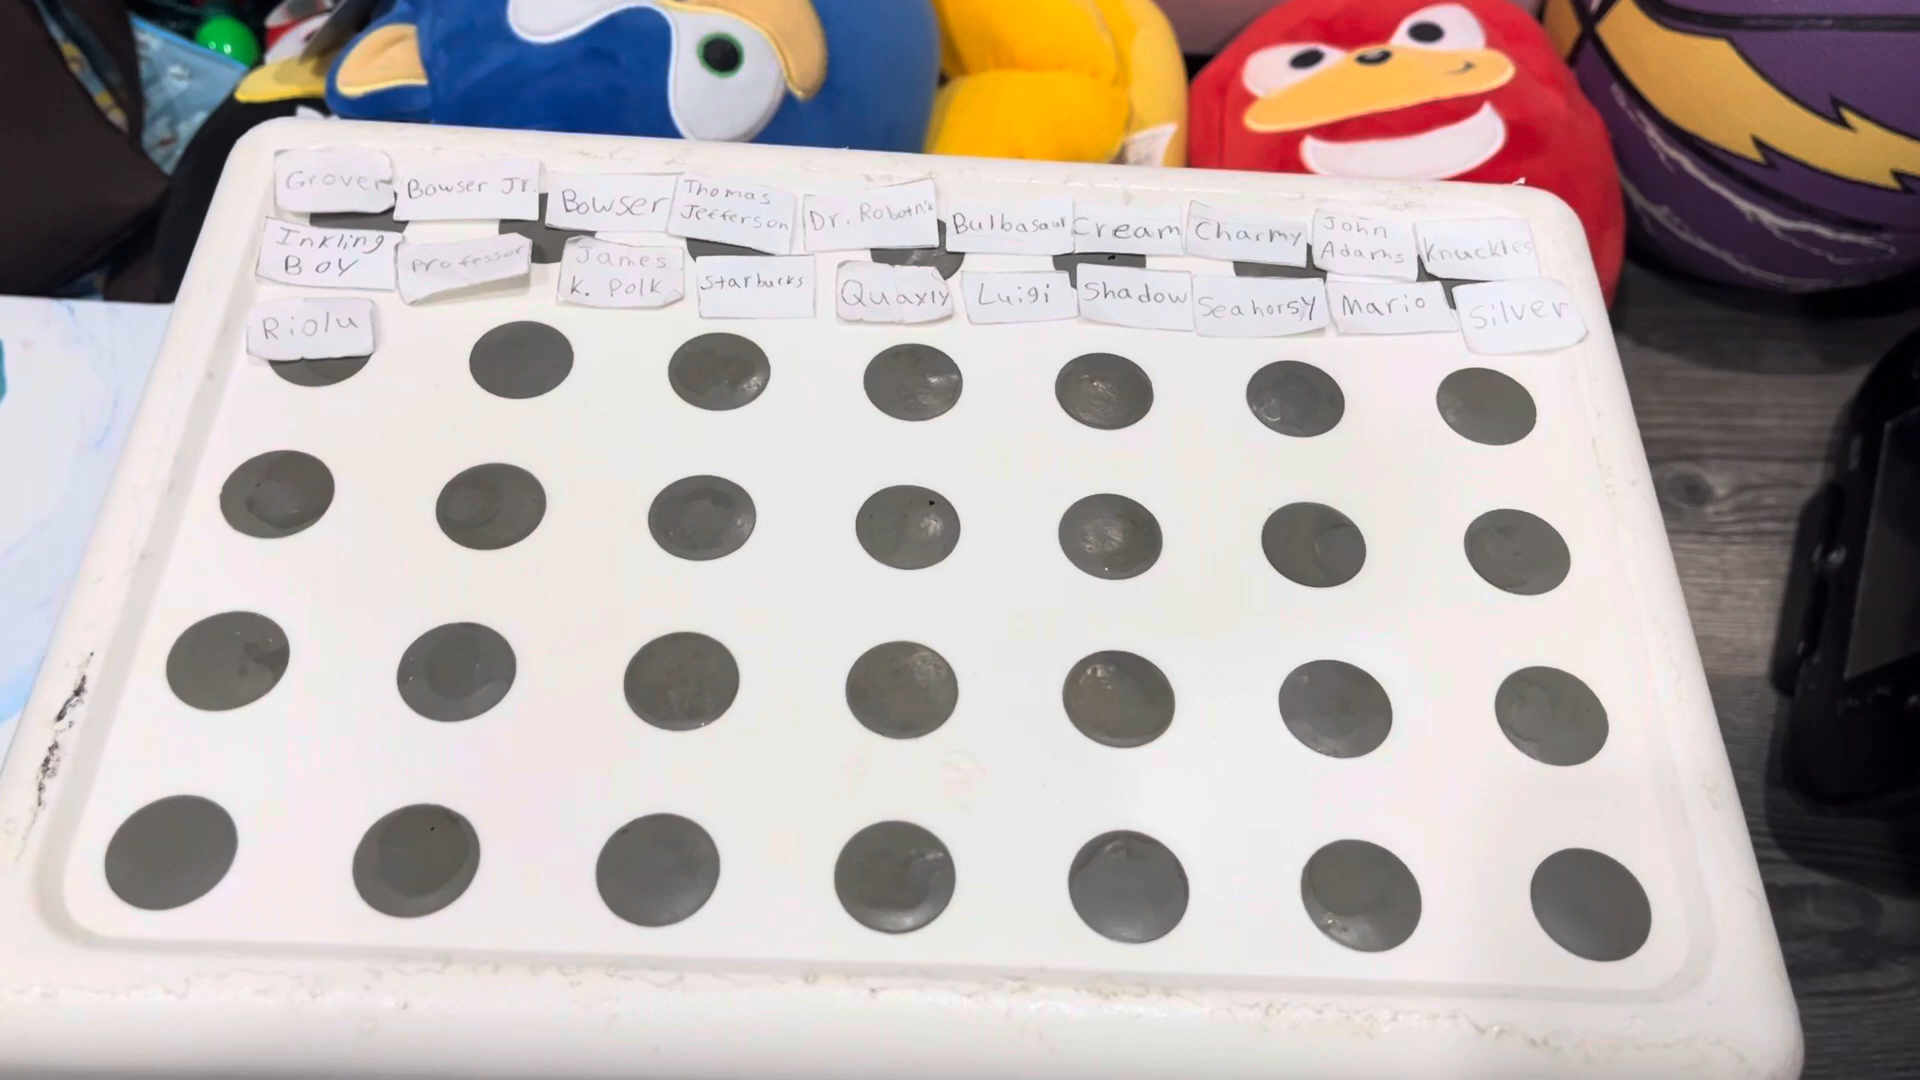 Grover
Bowser Jr.
Bowser
Thomas
Jefferson
Dr. Robotnik
Bulbasaur
Cream
Charmy
John
Adams
Knuckles
Inkling
Boy
Professor
James
K. Polk
Starbucks
Quaxly
Luigi
Shadow
Seahorsy
Mario
Silver
Riolu